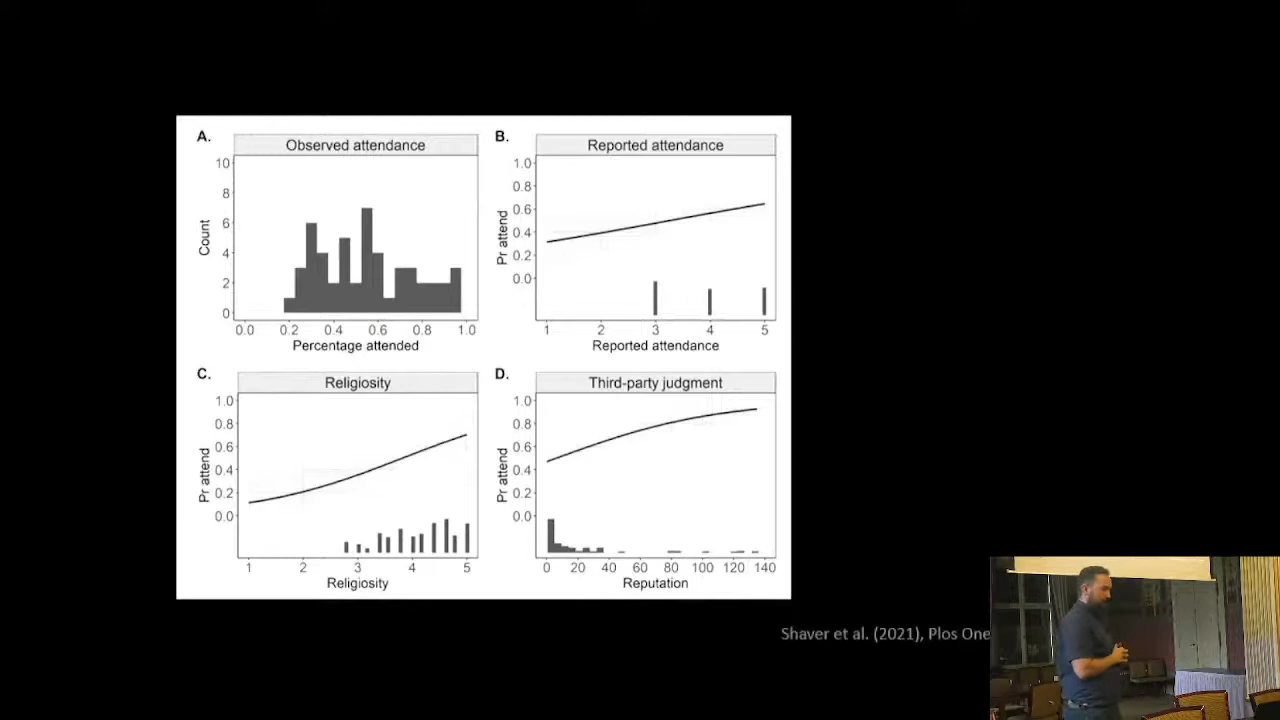 A.
Observed attendance
10
8
6
4
2
0
Count
0.0 0.2 0.4 0.6 0.8 1.0
Percentage attended
B.
Reported attendance
1.0
0.8
0.6
0.4
0.2
0.0
Pr attend
1 2 3 4 5
Reported attendance
C.
Religiosity
1.0
0.8
0.6
0.4
0.2
0.0
Pr attend
1 2 3 4 5
Religiosity
D.
Third-party judgment
1.0
0.8
0.6
0.4
0.2
0.0
Pr attend
0 20 40 60 80 100 120 140
Reputation
Shaver et al. (2021), Plos One